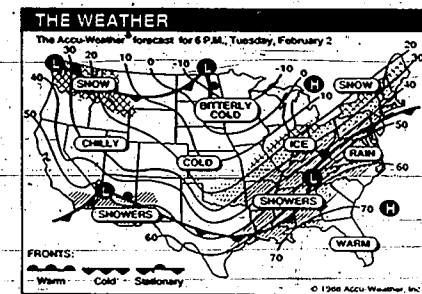 THE WEATHER
The Accu-Weather forecast for 6 P.M., Tuesday, February 2
L
30
20
10
0
-10
L
-10
0
H
10
20
30
40
SNOW
SNOW
BITTERLY
COLD
50
50
CHILLY
ICE
COLD
RAIN
60
L
L
SHOWERS
SHOWERS
70
H
60
WARM
70
FRONTS:
Warm
Cold
Stationary
© 1988 Accu-Weather, Inc